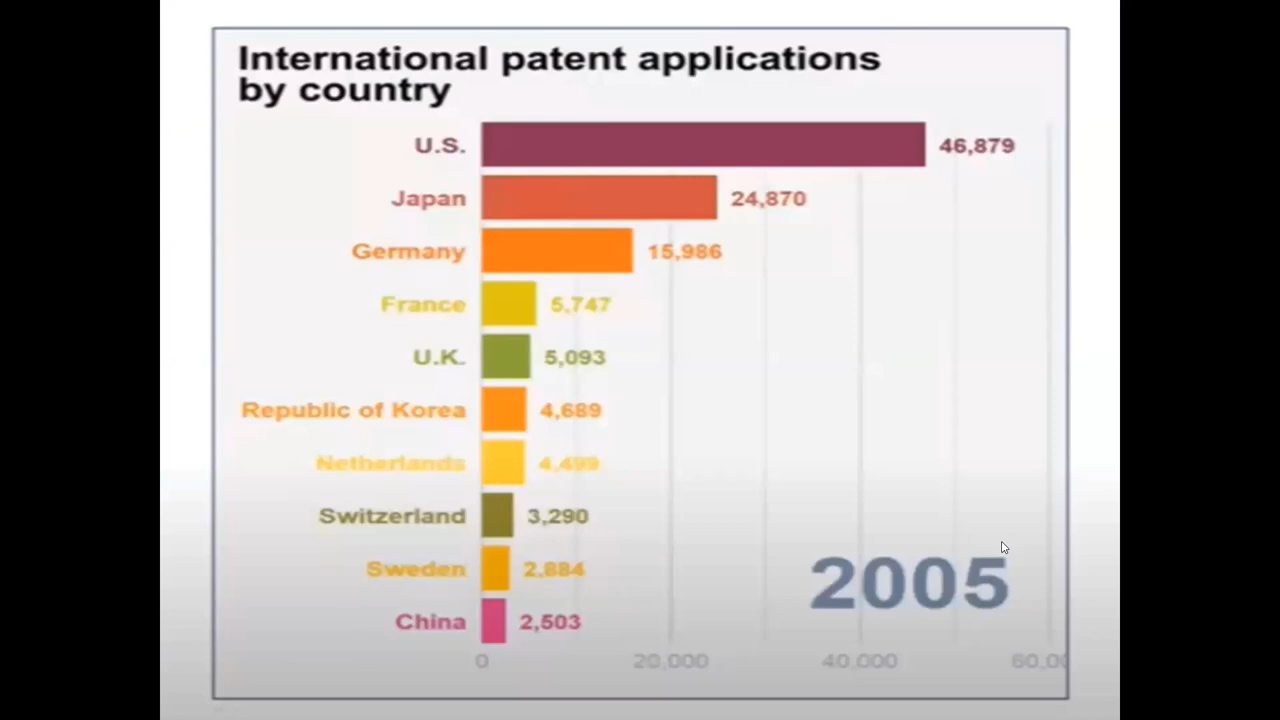 International patent applications
by country
U.S. 46,879
Japan 24,870
Germany 15,986
France 5,747
U.K. 5,093
Republic of Korea 4,689
Netherlands 4,499
Switzerland 3,290
Sweden 2,884
2005
China 2,503
0 20,000 40,000 60,00